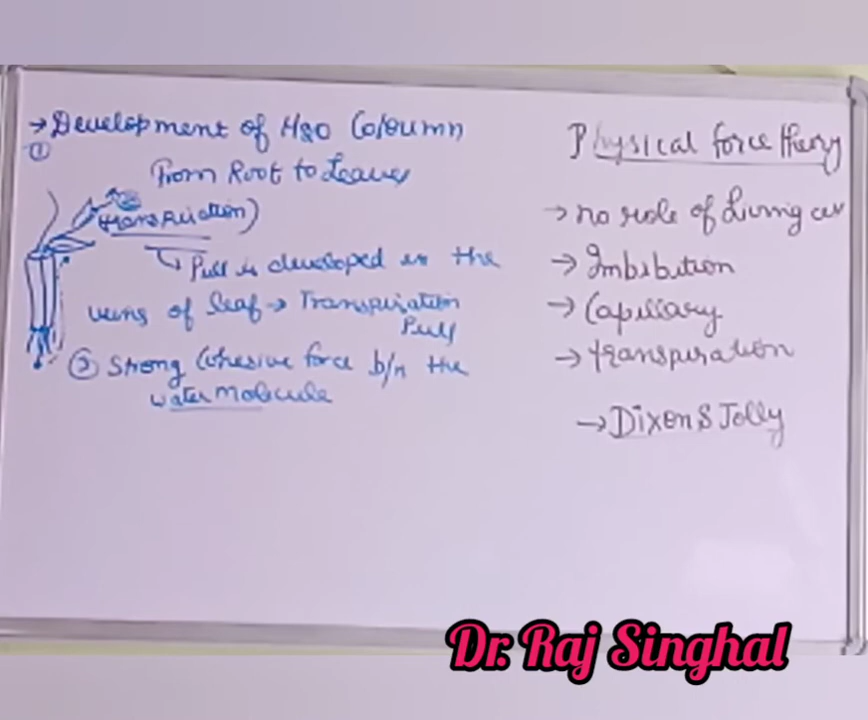 → Development of H2O Coloumn
①
From Root to Leaves
transpiration)
↳ Pull is developed in the
veins of leaf → Transpiration
Pull
② Strong Cohesive force b/n the
water molecule
Physical force theory
→ no role of Living
→ Imbibition
→ Capillary
→ transpiration
→ Dixon & Jolly
Dr. Raj Singhal